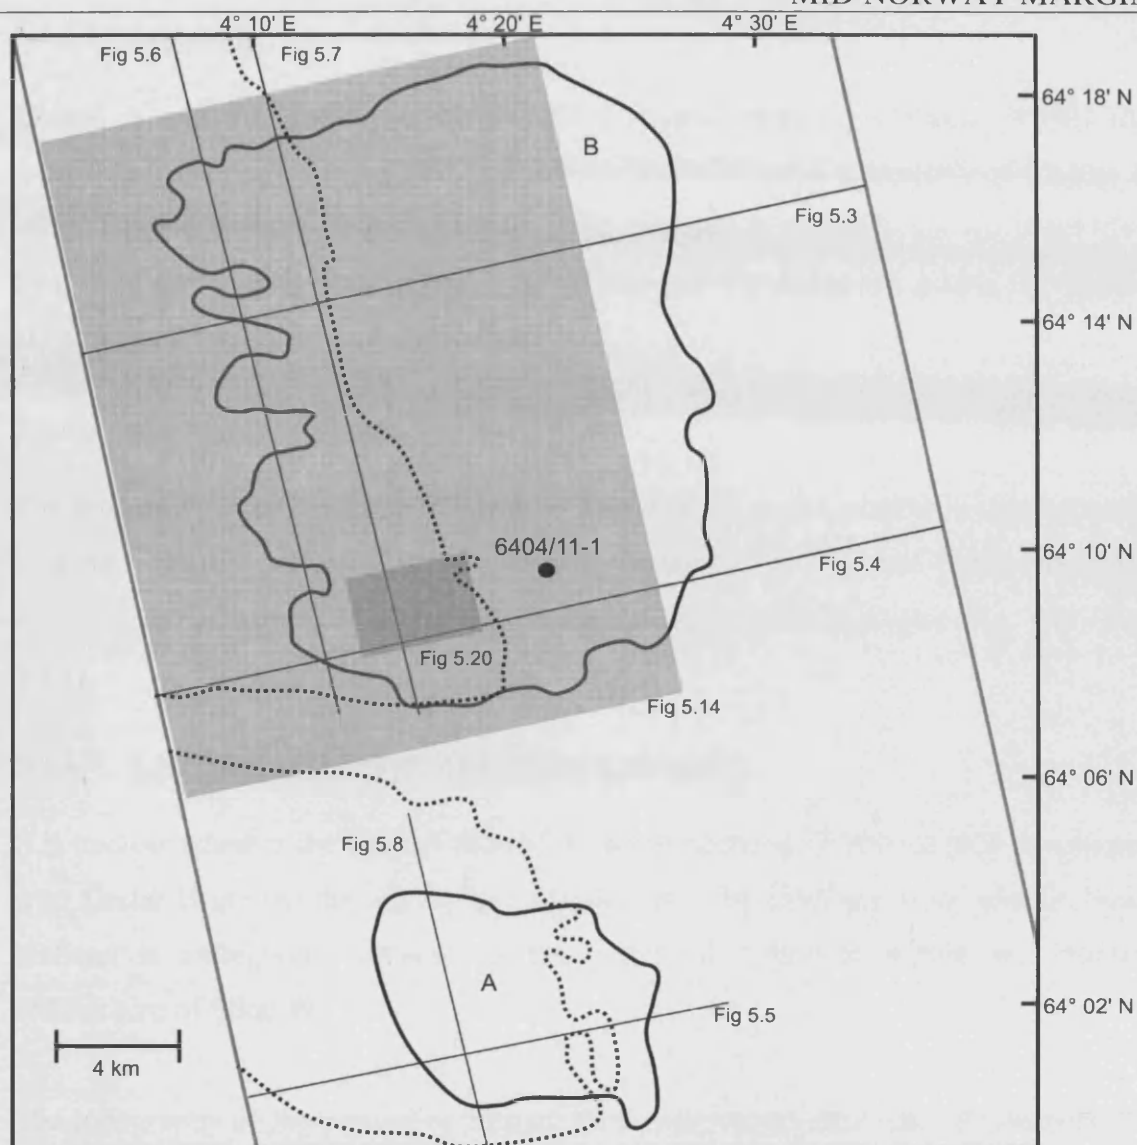 MID NORWAY MARGIN
4° 10' E
4° 20' E
4° 30' E
Fig 5.6
Fig 5.7
64° 18' N
B
Fig 5.3
64° 14' N
6404/11-1
64° 10' N
Fig 5.4
Fig 5.20
Fig 5.14
64° 06' N
Fig 5.8
A
64° 02' N
Fig 5.5
4 km